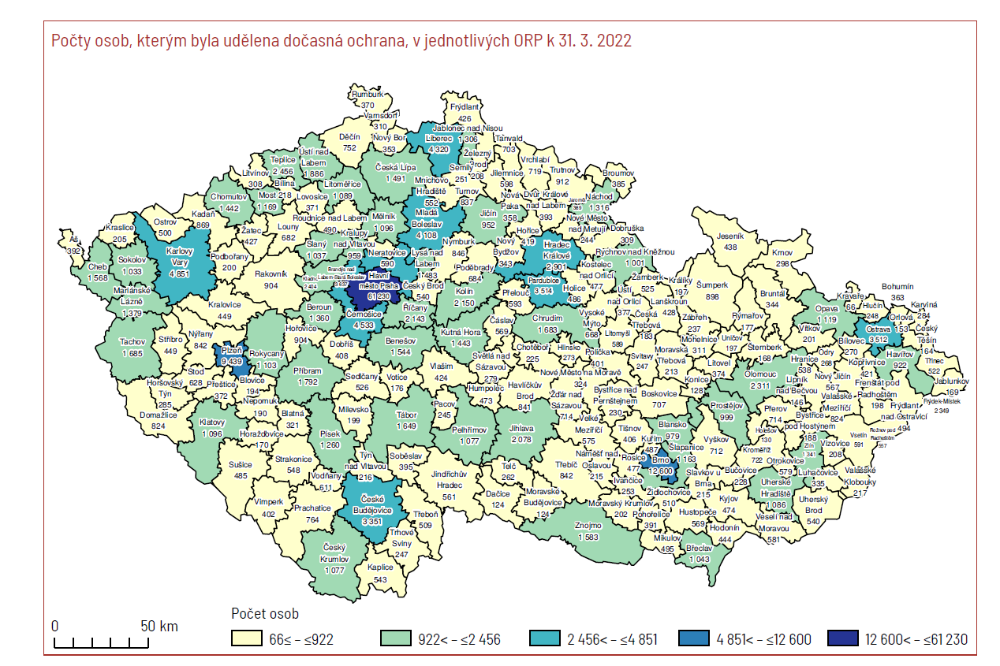 Počty osob, kterým byla udělena dočasná ochrana, v jednotlivých ORP k 31. 3. 2022
Rumburk
370
Varnsdorf
310
Frýdlant
426
Děčín
752
Nový Bor
353
Liberec
4 320
Jablonec nad Nisou
1 306
Tanvald
703
Železný
Brod
208
Semily
251
Jilemnice
598
Vrchlabí
719
Trutnov
912
Broumov
385
Teplice
2 456
Ústí nad
Labem
1 886
Česká Lípa
1 491
Litvínov
308
Bílina
218
Most
1 169
Litoměřice
1 089
Lovosice
371
Mnichovo
Hradiště
552
Turnov
837
Nová
Paka
358
Dvůr Králové
nad Labem
393
Jaroměř
389
Náchod
1 316
Chomutov
1 442
Kadaň
869
Roudnice nad Labem
490
Mělník
1 096
Mladá
Boleslav
4 108
Jičín
952
Hořice
419
Nové Město
nad Metují
244
Dobruška
309
Kraslice
205
Ostrov
500
Žatec
427
Louny
682
Slaný
1 037
Kralupy
nad Vltavou
959
Neratovice
590
Lysá nad
Labem
483
Nymburk
846
Nový
Bydžov
343
Hradec
Králové
2 901
Rychnov nad Kněžnou
1 001
Jeseník
438
Aš
392
Cheb
1 568
Sokolov
1 033
Karlovy
Vary
4 851
Podbořany
200
Rakovník
904
Kladno
2 404
Brandýs nad
Labem-Stará Boleslav
3 637
Hlavní
město Praha
61 230
Český Brod
540
Poděbrady
684
Kolín
2 150
Přelouč
593
Pardubice
3 514
Holice
486
Kostelec
nad Orlicí
477
Žamberk
525
Králíky
197
Šumperk
898
Krnov
298
Bruntál
344
Mariánské
Lázně
1 379
Kralovice
449
Beroun
1 360
Černošice
4 533
Říčany
2 143
Kutná Hora
1 443
Čáslav
569
Chrudim
1 683
Vysoké
Mýto
668
Ústí
nad Orlicí
377
Česká
Třebová
183
Lanškroun
428
Zábřeh
237
Rýmařov
177
Opava
1 119
Kravaře
66
Hlučín
248
Bohumín
363
Orlová
153
Karviná
284
Český
Těšín
164
Ostrava
3 512
Havířov
922
Třinec
522
Jablunkov
169
Frýdek-Místek
2 349
Tachov
1 685
Stříbro
449
Nýřany
842
Plzeň
9 439
Rokycany
1 103
Hořovice
904
Dobříš
408
Benešov
1 544
Vlašim
424
Světlá nad
Sázavou
279
Chotěboř
225
Hlinsko
273
Litomyšl
589
Polička
401
Svitavy
247
Moravská
Třebová
213
Mohelnice
311
Uničov
197
Litovel
374
Šternberk
168
Olomouc
2 311
Vítkov
201
Bílovec
270
Odry
268
Hranice
538
Nový Jičín
567
Kopřivnice
421
Frenštát pod
Radhoštěm
198
Frýdlant
nad Ostravicí
494
Stod
628
Přeštice
372
Blovice
194
Příbram
1 792
Sedlčany
526
Votice
176
Humpolec
473
Havlíčkův
Brod
841
Nové Město na Moravě
324
Žďár nad
Sázavou
714
Bystřice nad
Pernštejnem
230
Boskovice
707
Konice
128
Prostějov
999
Přerov
714
Lipník
nad Bečvou
146
Valašské
Meziříčí
824
Bystřice
pod Hostýnem
188
Horšovský
Týn
285
Domažlice
824
Klatovy
1 096
Nepomuk
190
Horažďovice
170
Blatná
321
Písek
1 260
Milevsko
199
Tábor
1 649
Pacov
245
Pelhřimov
1 077
Jihlava
2 078
Velké
Meziříčí
575
Tišnov
406
Kuřim
487
Blansko
979
Vyškov
712
Holešov
130
Kroměříž
722
Zlín
1 341
Vizovice
208
Vsetín
591
Rožnov pod
Radhoštěm
557
Sušice
485
Strakonice
548
Vodňany
611
Týn
nad Vltavou
216
Soběslav
395
Jindřichův
Hradec
561
Telč
262
Třebíč
842
Náměšť nad
Oslavou
215
Rosice
477
Brno
12 600
Šlapanice
1 163
Slavkov u
Brna
215
Bučovice
228
Otrokovice
579
Luhačovice
335
Valašské
Klobouky
217
Vimperk
402
Prachatice
764
České
Budějovice
3 351
Třeboň
509
Dačice
124
Moravské
Budějovice
124
Ivančice
253
Moravský Krumlov
202
Židlochovice
510
Pohořelice
391
Hustopeče
569
Kyjov
474
Uherské
Hradiště
1 086
Uherský
Brod
540
Veselí nad
Moravou
581
Český
Krumlov
1 077
Trhové
Sviny
247
Kaplice
543
Znojmo
1 583
Mikulov
495
Břeclav
1 043
Hodonín
444
Počet osob
0 50 km
66≤ – ≤922
922< – ≤2 456
2 456< – ≤4 851
4 851< – ≤12 600
12 600< – ≤61 230